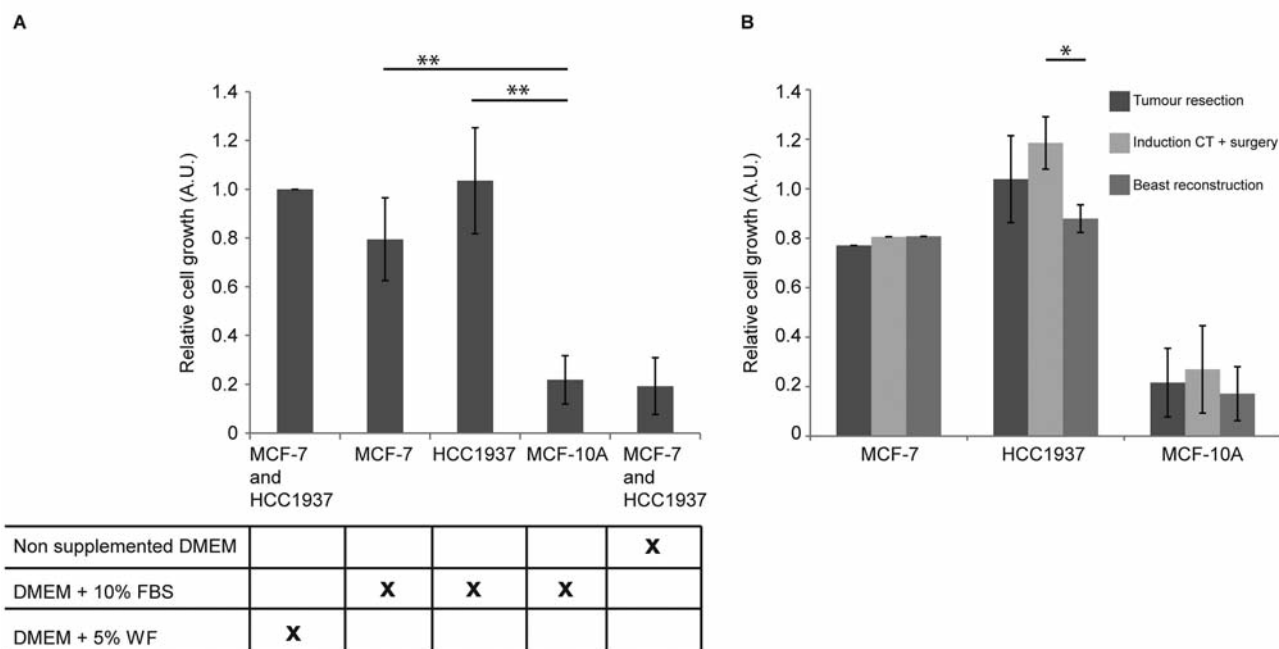 A
**
**
1.4
1.2
1.0
0.8
0.6
0.4
0.2
0
Relative cell growth (A.U.)
MCF-7 and HCC1937
MCF-7
HCC1937
MCF-10A
MCF-7 and HCC1937
Non supplemented DMEM X
DMEM + 10% FBS X X X
DMEM + 5% WF X
B
*
1.4
1.2
1.0
0.8
0.6
0.4
0.2
0
Relative cell growth (A.U.)
Tumour resection
Induction CT + surgery
Beast reconstruction
MCF-7
HCC1937
MCF-10A